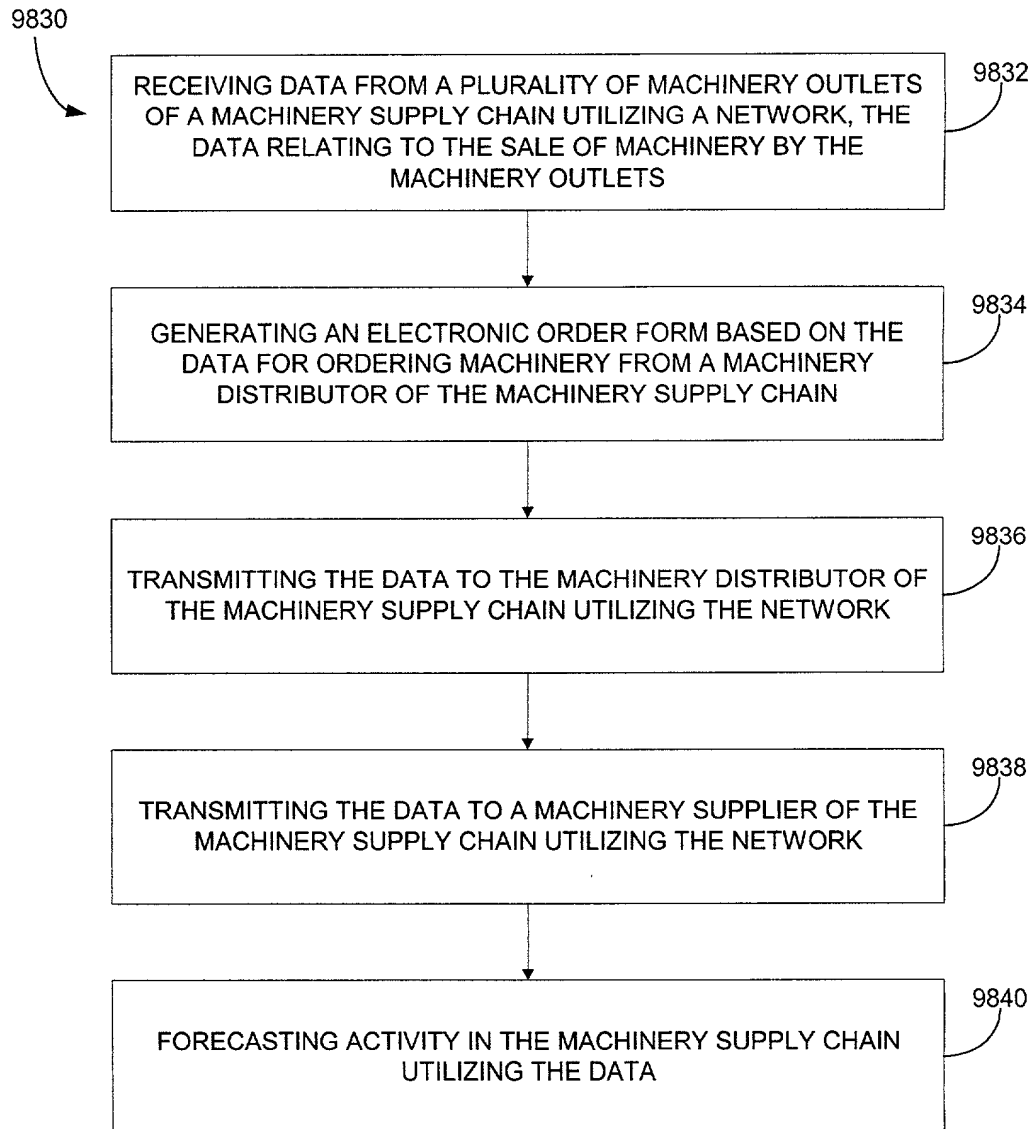 9830
9832
RECEIVING DATA FROM A PLURALITY OF MACHINERY OUTLETS
OF A MACHINERY SUPPLY CHAIN UTILIZING A NETWORK, THE
DATA RELATING TO THE SALE OF MACHINERY BY THE
MACHINERY OUTLETS
9834
GENERATING AN ELECTRONIC ORDER FORM BASED ON THE
DATA FOR ORDERING MACHINERY FROM A MACHINERY
DISTRIBUTOR OF THE MACHINERY SUPPLY CHAIN
9836
TRANSMITTING THE DATA TO THE MACHINERY DISTRIBUTOR OF
THE MACHINERY SUPPLY CHAIN UTILIZING THE NETWORK
9838
TRANSMITTING THE DATA TO A MACHINERY SUPPLIER OF THE
MACHINERY SUPPLY CHAIN UTILIZING THE NETWORK
9840
FORECASTING ACTIVITY IN THE MACHINERY SUPPLY CHAIN
UTILIZING THE DATA